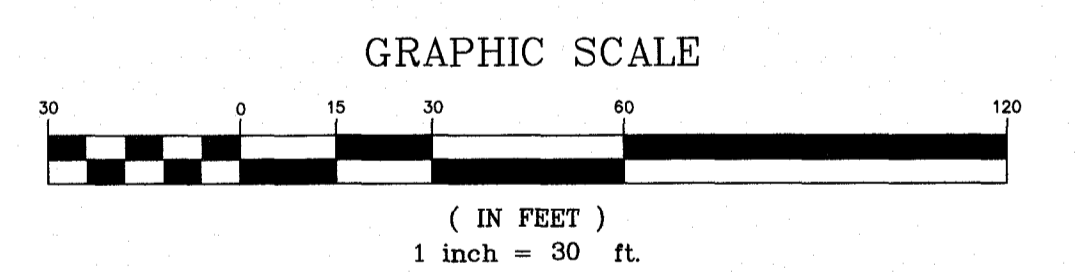 GRAPHIC SCALE
30 0 15 30 60 120
( IN FEET )
1 inch = 30 ft.